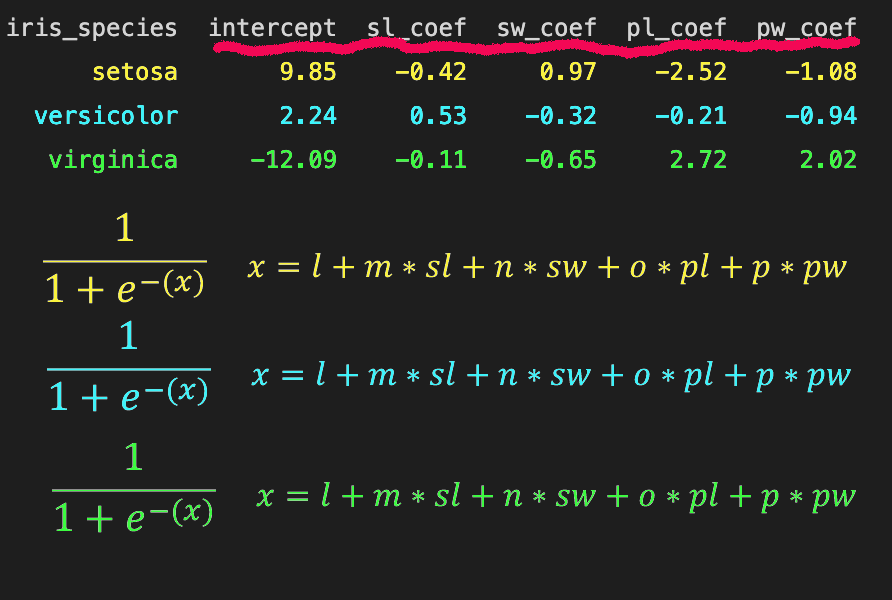 iris_species intercept sl_coef sw_coef pl_coef pw_coef
setosa 9.85 −0.42 0.97 −2.52 −1.08
versicolor 2.24 0.53 −0.32 −0.21 −0.94
virginica −12.09 −0.11 −0.65 2.72 2.02
1
1 + e^−(x) x = l + m ∗ sl + n ∗ sw + o ∗ pl + p ∗ pw
1
1 + e^−(x) x = l + m ∗ sl + n ∗ sw + o ∗ pl + p ∗ pw
1
1 + e^−(x) x = l + m ∗ sl + n ∗ sw + o ∗ pl + p ∗ pw